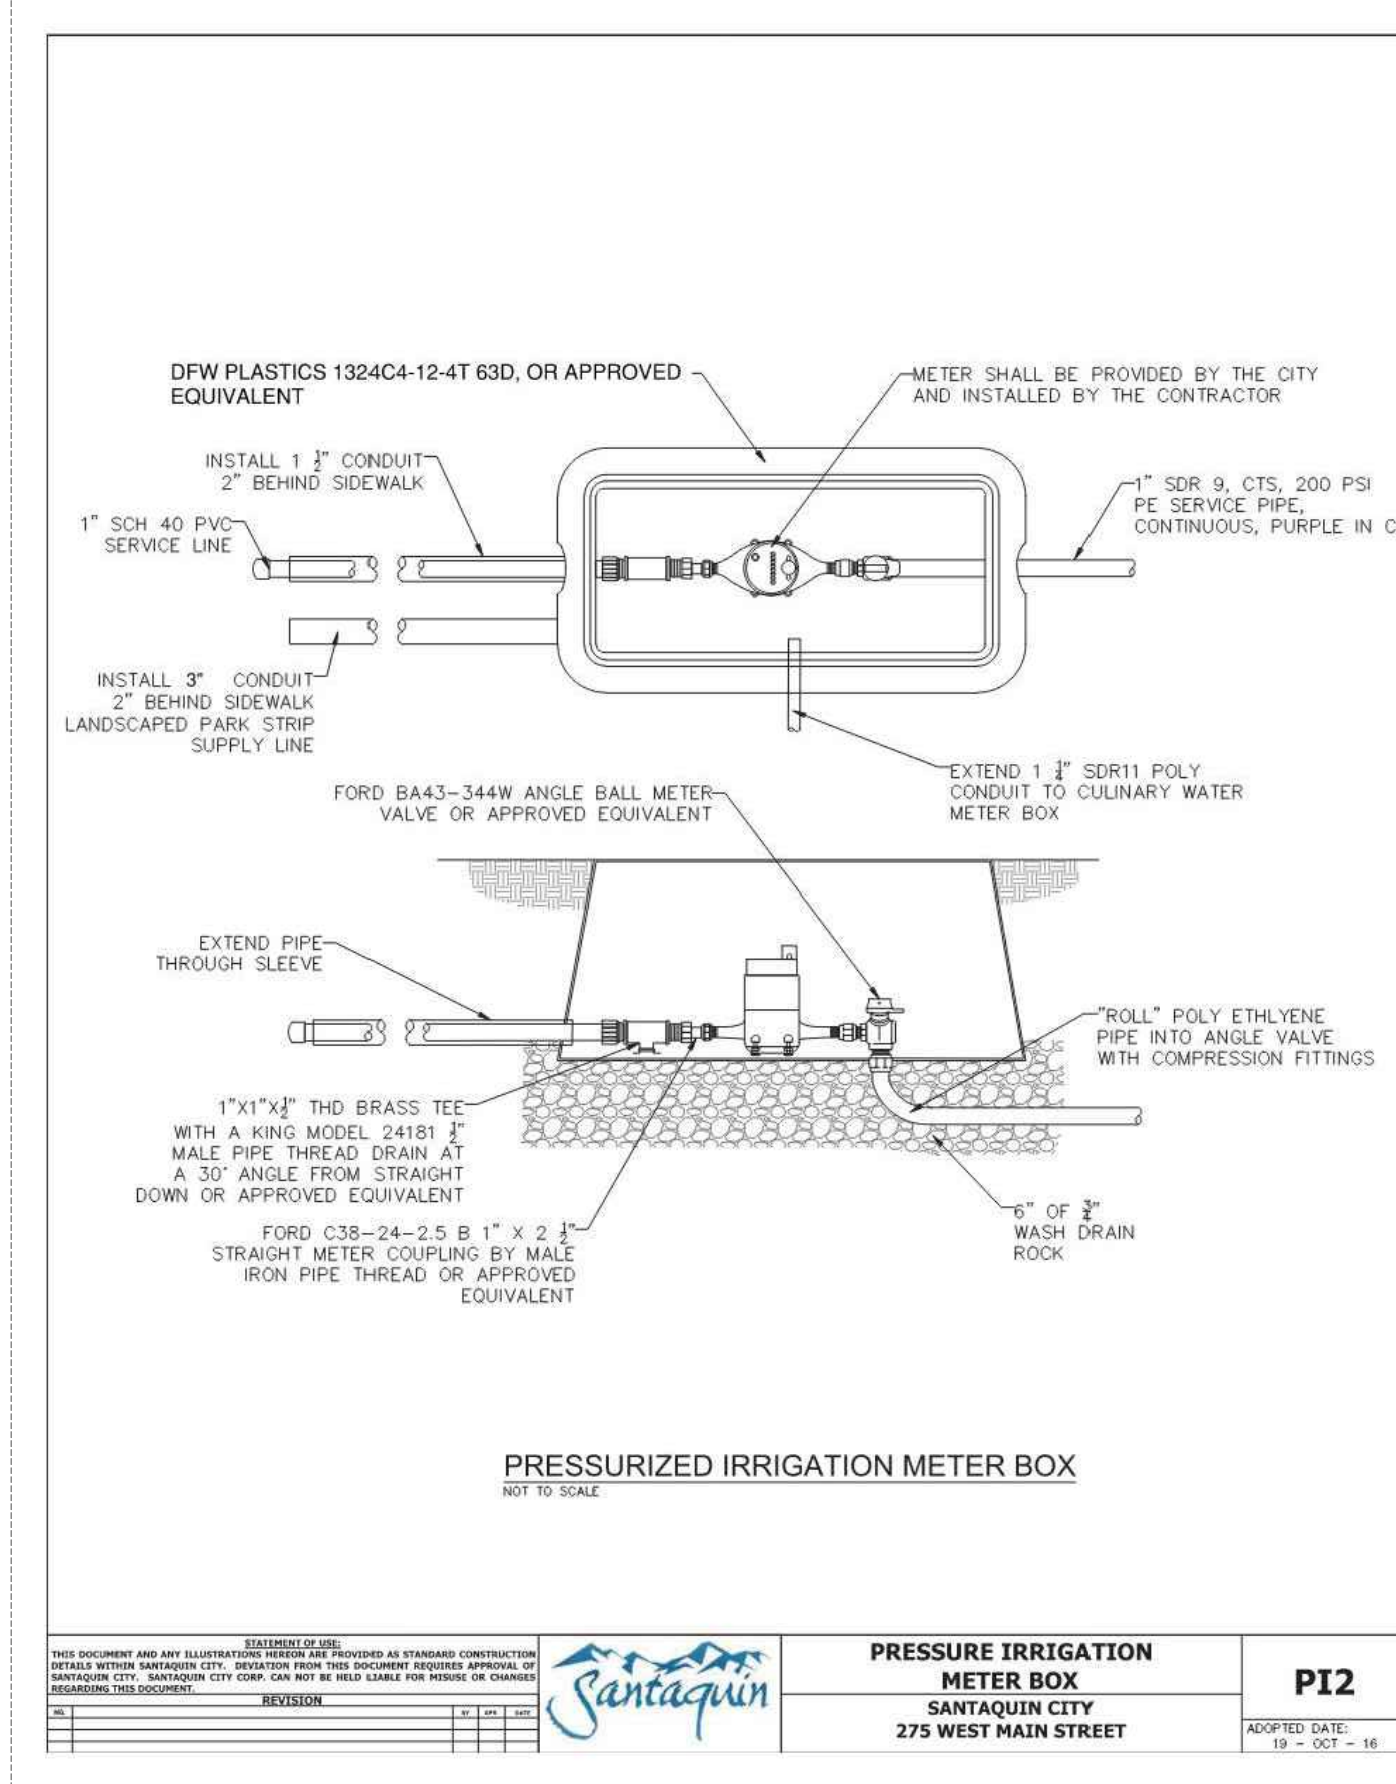 DFW PLASTICS 1324C4-12-4T 63D, OR APPROVED
EQUIVALENT
METER SHALL BE PROVIDED BY THE CITY
AND INSTALLED BY THE CONTRACTOR
INSTALL 1 1/2" CONDUIT
2" BEHIND SIDEWALK
1" SCH 40 PVC
SERVICE LINE
1" SDR 9, CTS, 200 PSI
PE SERVICE PIPE,
CONTINUOUS, PURPLE IN C
INSTALL 3" CONDUIT
2" BEHIND SIDEWALK
LANDSCAPED PARK STRIP
SUPPLY LINE
EXTEND 1 1/4" SDR11 POLY
CONDUIT TO CULINARY WATER
METER BOX
FORD BA43-344W ANGLE BALL METER
VALVE OR APPROVED EQUIVALENT
EXTEND PIPE
THROUGH SLEEVE
"ROLL" POLY ETHLYENE
PIPE INTO ANGLE VALVE
WITH COMPRESSION FITTINGS
1"X1"X1/2" THD BRASS TEE
WITH A KING MODEL 24181 1/2"
MALE PIPE THREAD DRAIN AT
A 30° ANGLE FROM STRAIGHT
DOWN OR APPROVED EQUIVALENT
FORD C38-24-2.5 B 1" X 2 1/2"
STRAIGHT METER COUPLING BY MALE
IRON PIPE THREAD OR APPROVED
EQUIVALENT
6" OF 3/4"
WASH DRAIN
ROCK
PRESSURIZED IRRIGATION METER BOX
NOT TO SCALE
STATEMENT OF USE:
THIS DOCUMENT AND ANY ILLUSTRATIONS HEREON ARE PROVIDED AS STANDARD CONSTRUCTION
DETAILS WITHIN SANTAQUIN CITY. DEVIATION FROM THIS DOCUMENT REQUIRES APPROVAL OF
SANTAQUIN CITY. SANTAQUIN CITY CORP. CAN NOT BE HELD LIABLE FOR MISUSE OR CHANGES
REGARDING THIS DOCUMENT.
REVISION
NO. BY APR DATE
Santaquin
PRESSURE IRRIGATION
METER BOX
SANTAQUIN CITY
275 WEST MAIN STREET
PI2
ADOPTED DATE:
19 - OCT - 16